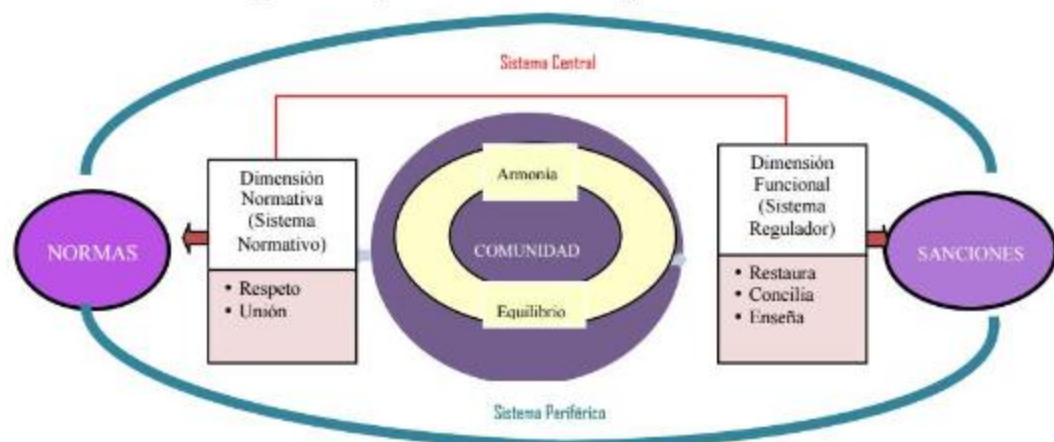 Sistema Central
Dimensión
Normativa
(Sistema
Normativo)
• Respeto
• Unión
NORMAS
Armonía
COMUNIDAD
Equilibrio
Dimensión
Funcional
(Sistema
Regulador)
• Restaura
• Concilia
• Enseña
SANCIONES
Sistema Periférico